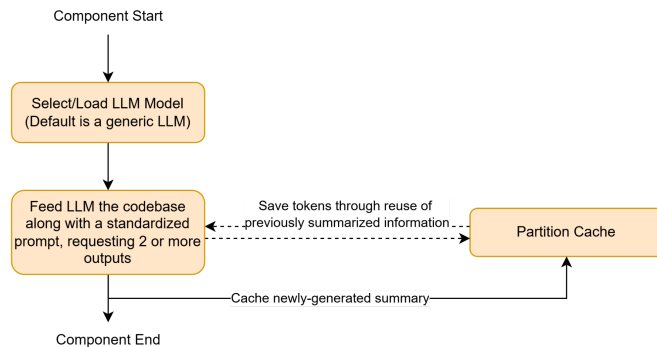 Component Start
Select/Load LLM Model
(Default is a generic LLM)
Feed LLM the codebase
along with a standardized
prompt, requesting 2 or more
outputs
Save tokens through reuse of
previously summarized information
Partition Cache
Cache newly-generated summary
Component End